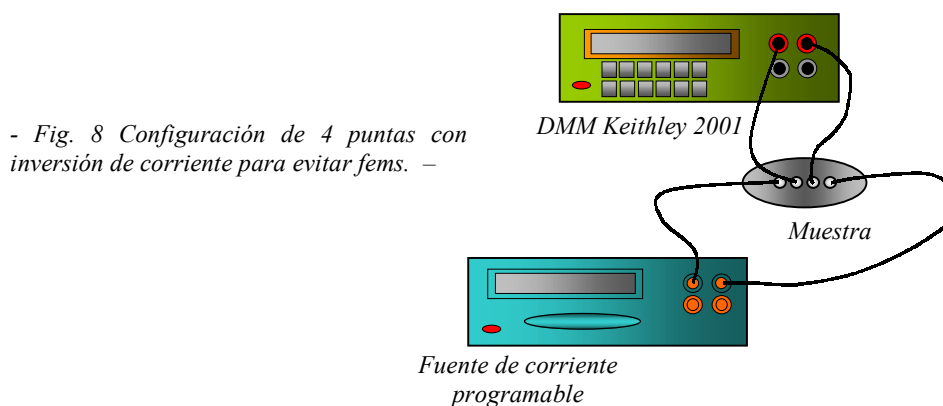 - Fig. 8 Configuración de 4 puntas con
inversión de corriente para evitar fems. –
DMM Keithley 2001
Muestra
Fuente de corriente
programable